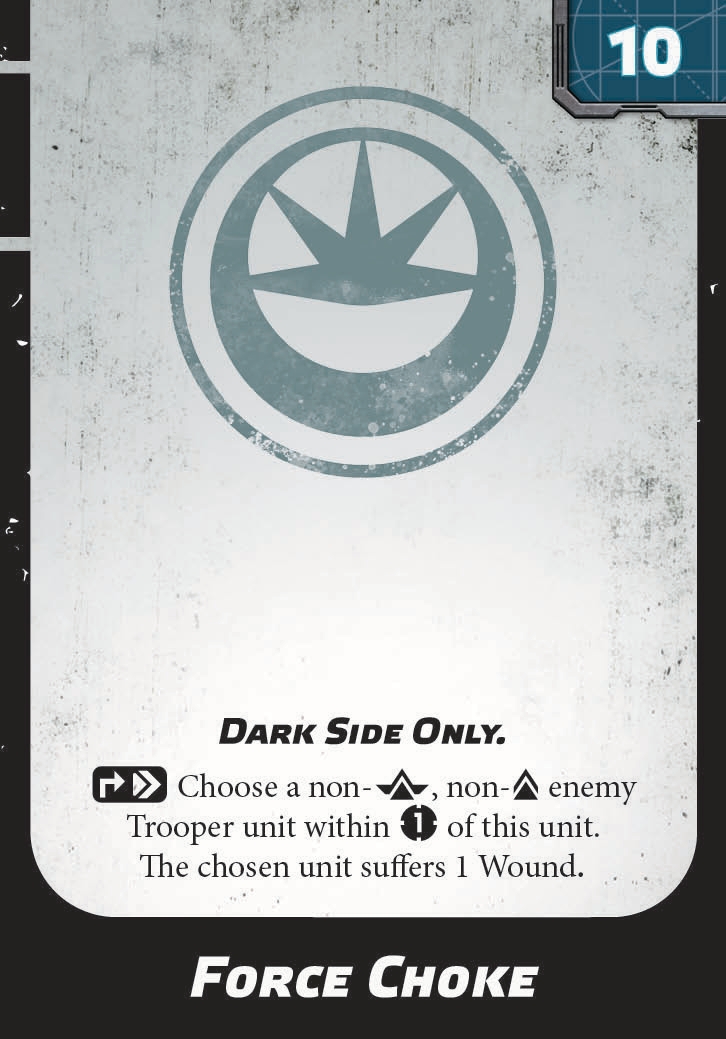 10
Dark Side Only.
Choose a non- , non- enemy
Trooper unit within 1 of this unit.
The chosen unit suffers 1 Wound.
Force Choke